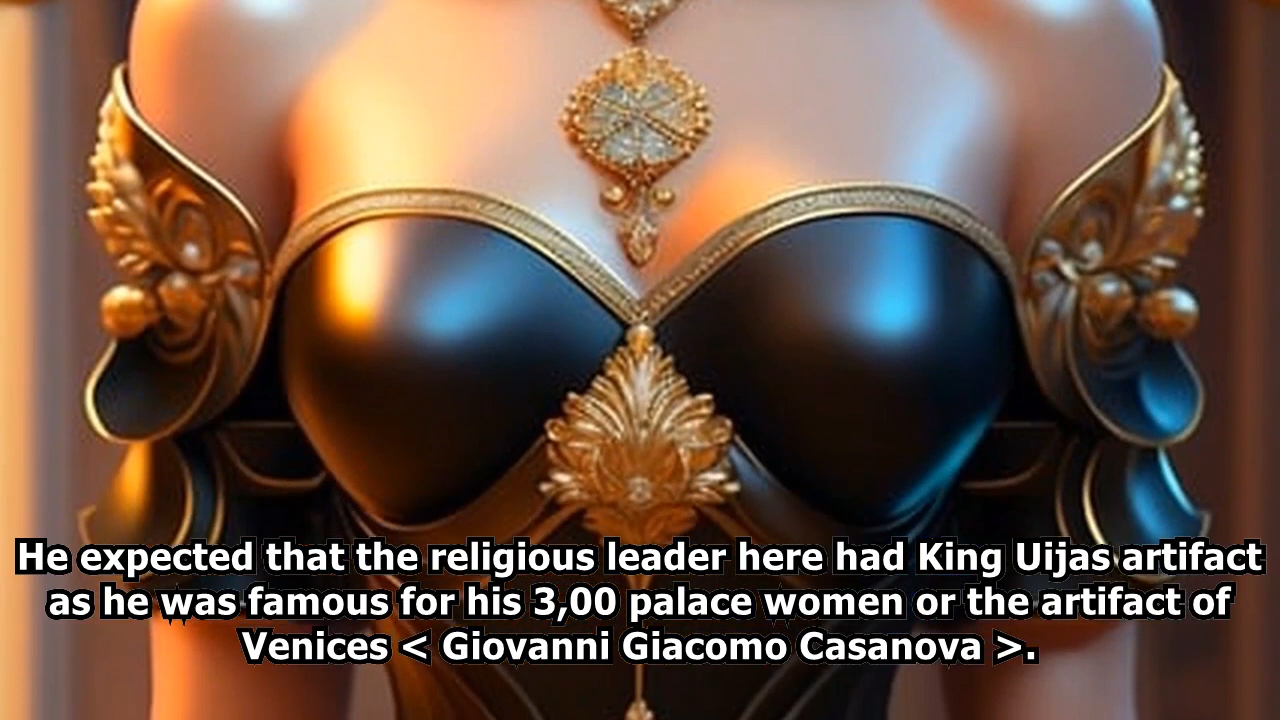 He expected that the religious leader here had King Uijas artifact
as he was famous for his 3,00 palace women or the artifact of
Venices < Giovanni Giacomo Casanova >.